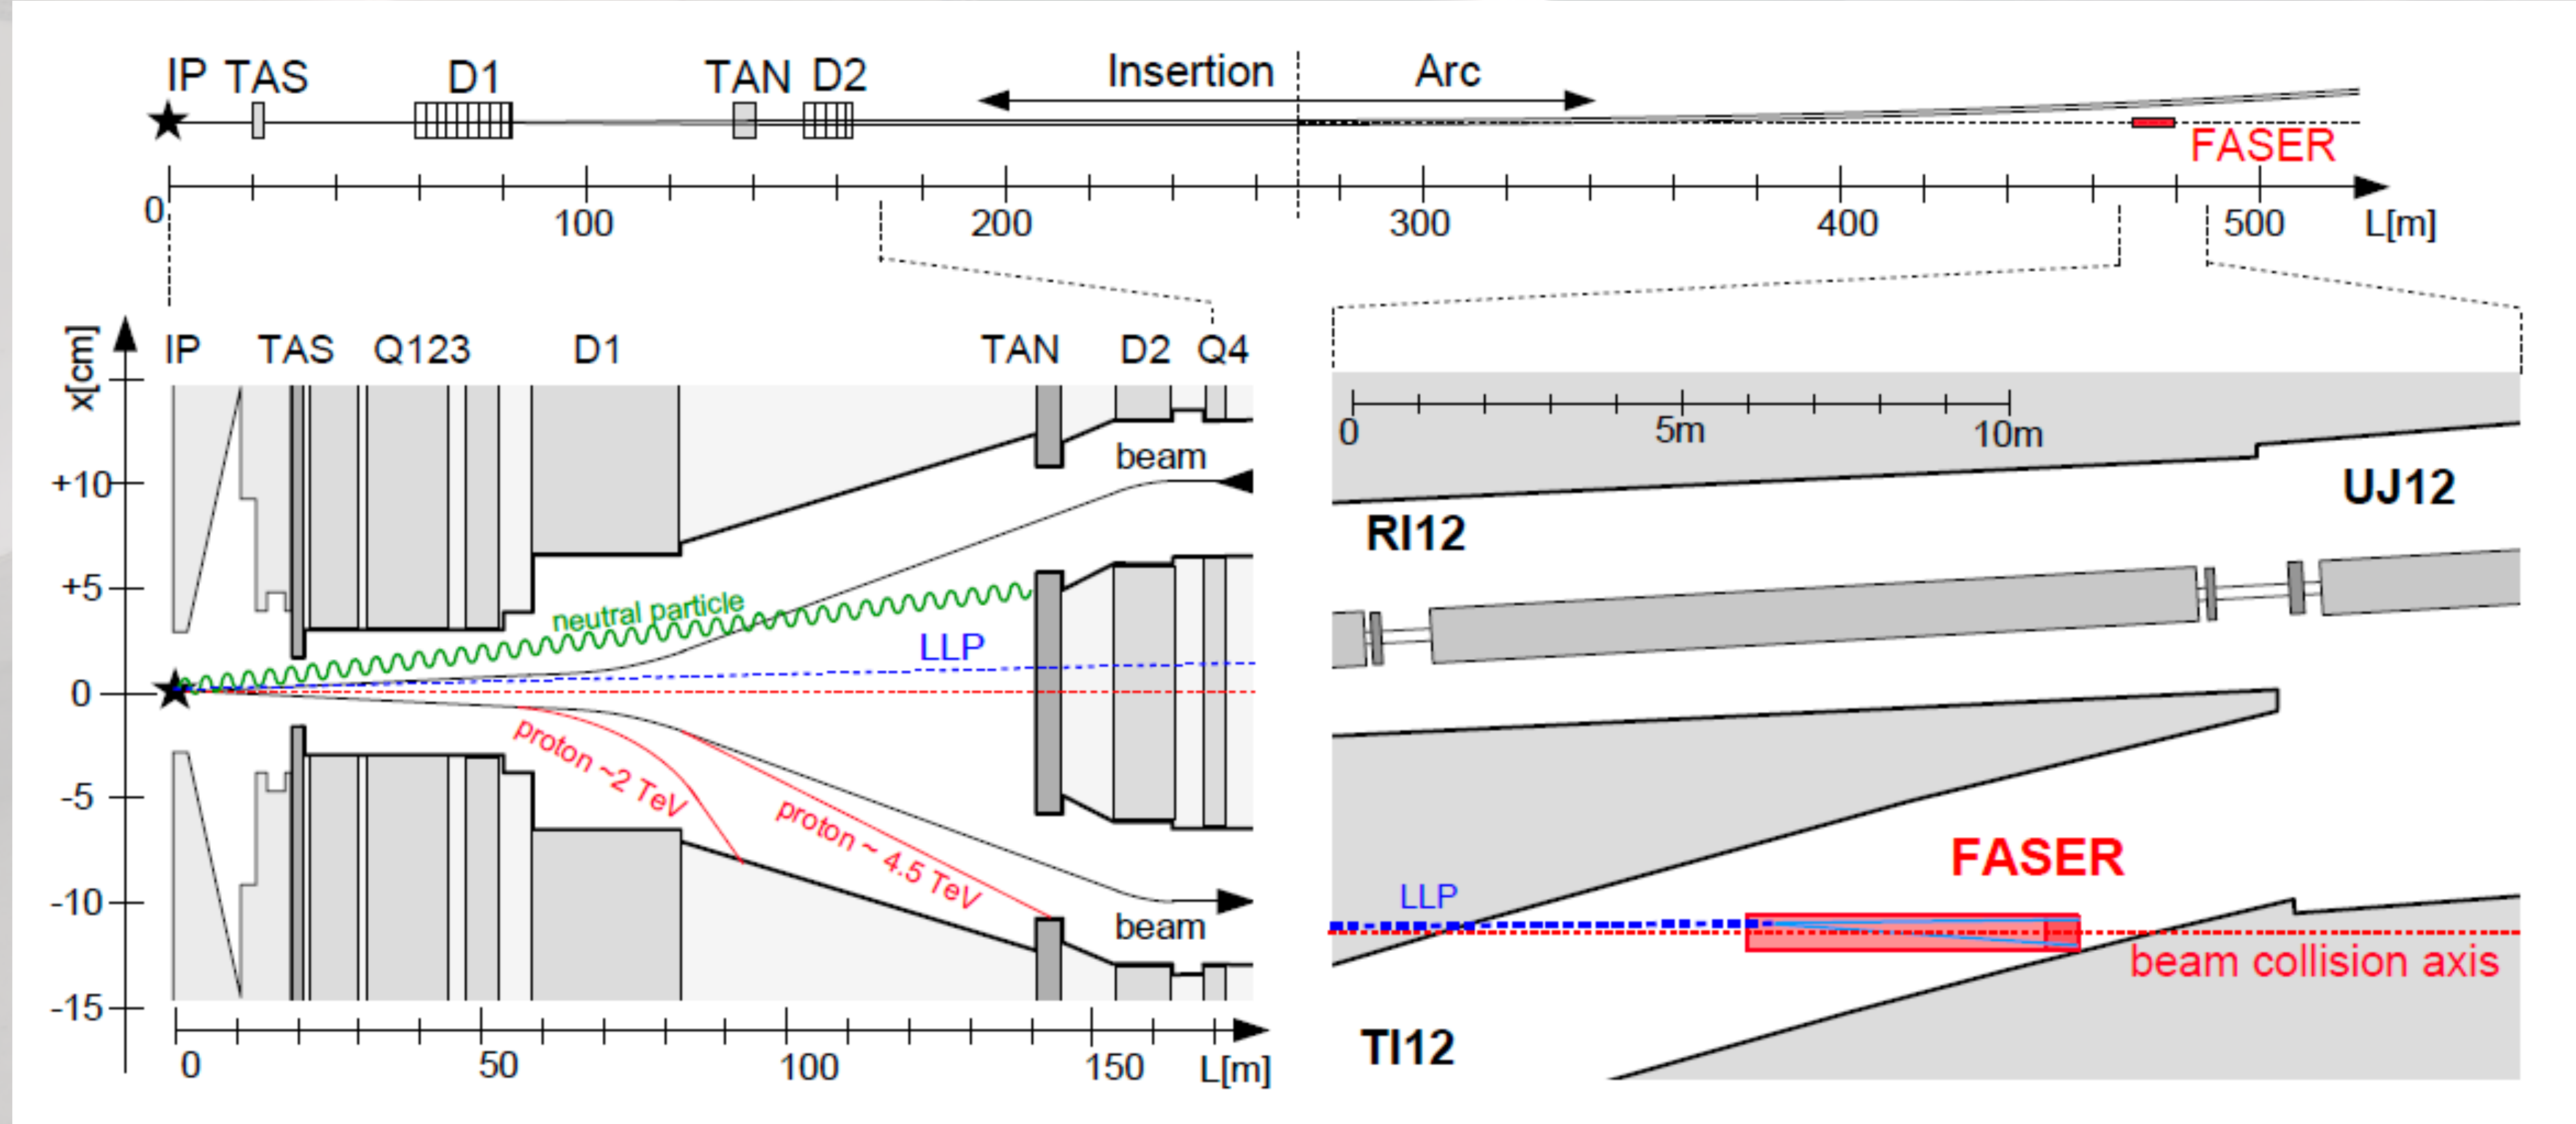 IP TAS D1 TAN D2 Insertion Arc
FASER
0 100 200 300 400 500 L[m]
x[cm]
IP TAS Q123 D1 TAN D2 Q4
+10
+5
0
-5
-10
-15
beam
neutral particle
LLP
proton ~2 TeV
proton ~ 4.5 TeV
beam
0 50 100 150 L[m]
0 5m 10m
UJ12
RI12
FASER
LLP
beam collision axis
TI12